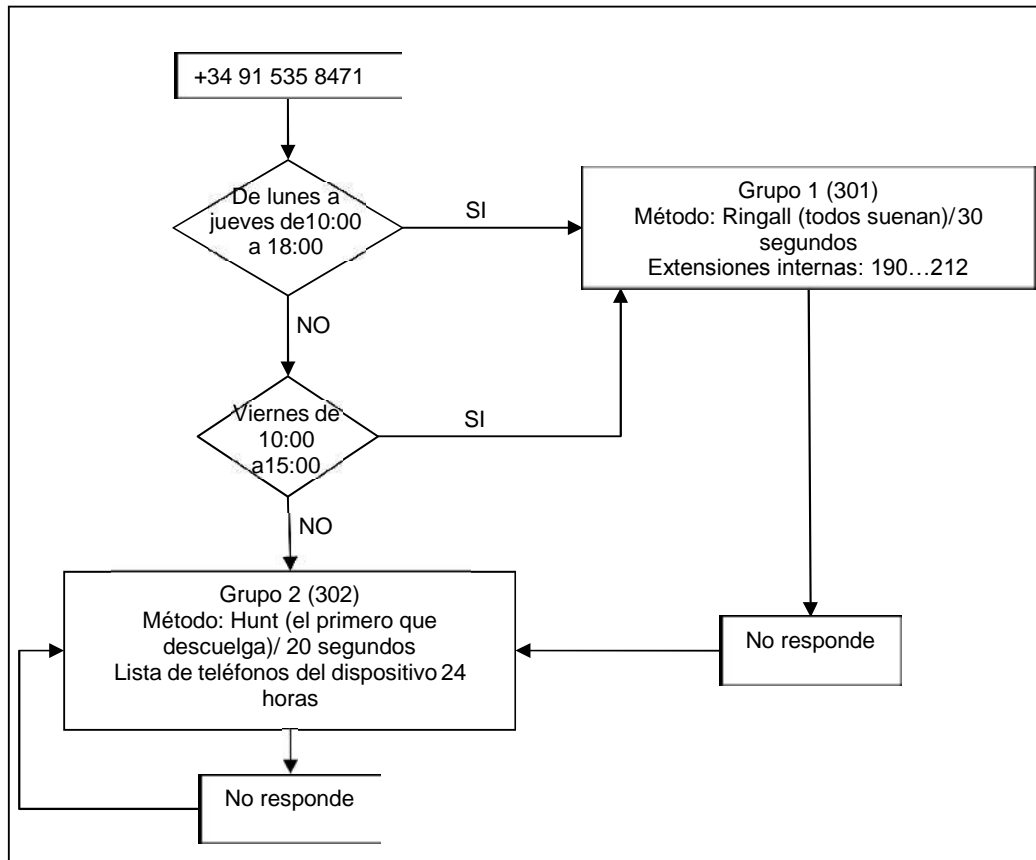 +34 91 535 8471
De lunes a
jueves de10:00
a 18:00
SI
Grupo 1 (301)
Método: Ringall (todos suenan)/30
segundos
Extensiones internas: 190...212
NO
Viernes de
10:00
a15:00
SI
NO
Grupo 2 (302)
Método: Hunt (el primero que
descuelga)/ 20 segundos
Lista de teléfonos del dispositivo 24
horas
No responde
No responde